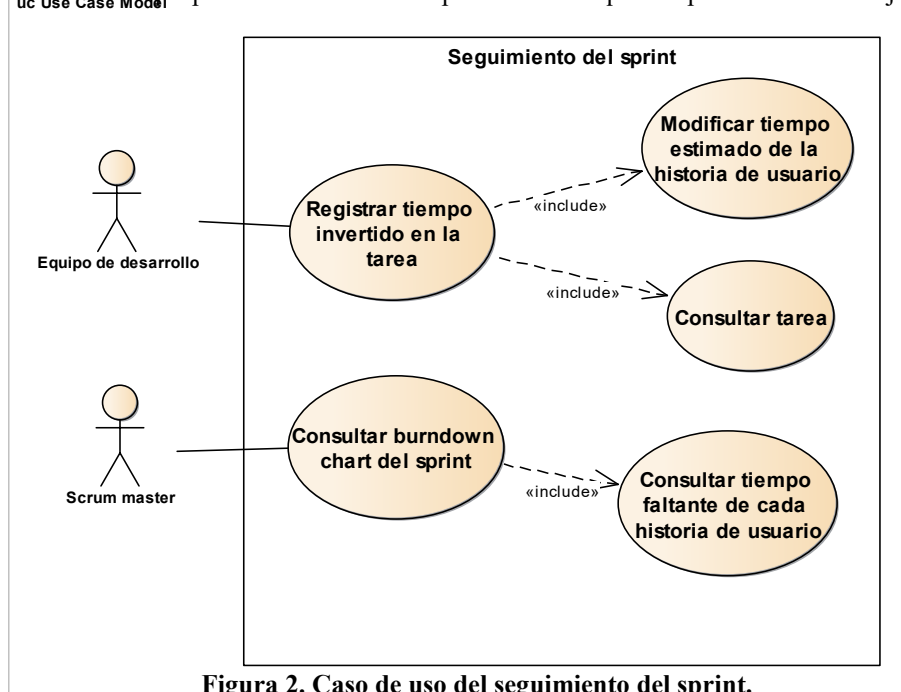 uc Use Case Model
Seguimiento del sprint
Modificar tiempo
estimado de la
historia de usuario
Registrar tiempo
invertido en la
tarea
«include»
Equipo de desarrollo
«include»
Consultar tarea
Consultar burndown
chart del sprint
Consultar tiempo
faltante de cada
historia de usuario
«include»
Scrum master
Figura 2. Caso de uso del seguimiento del sprint.